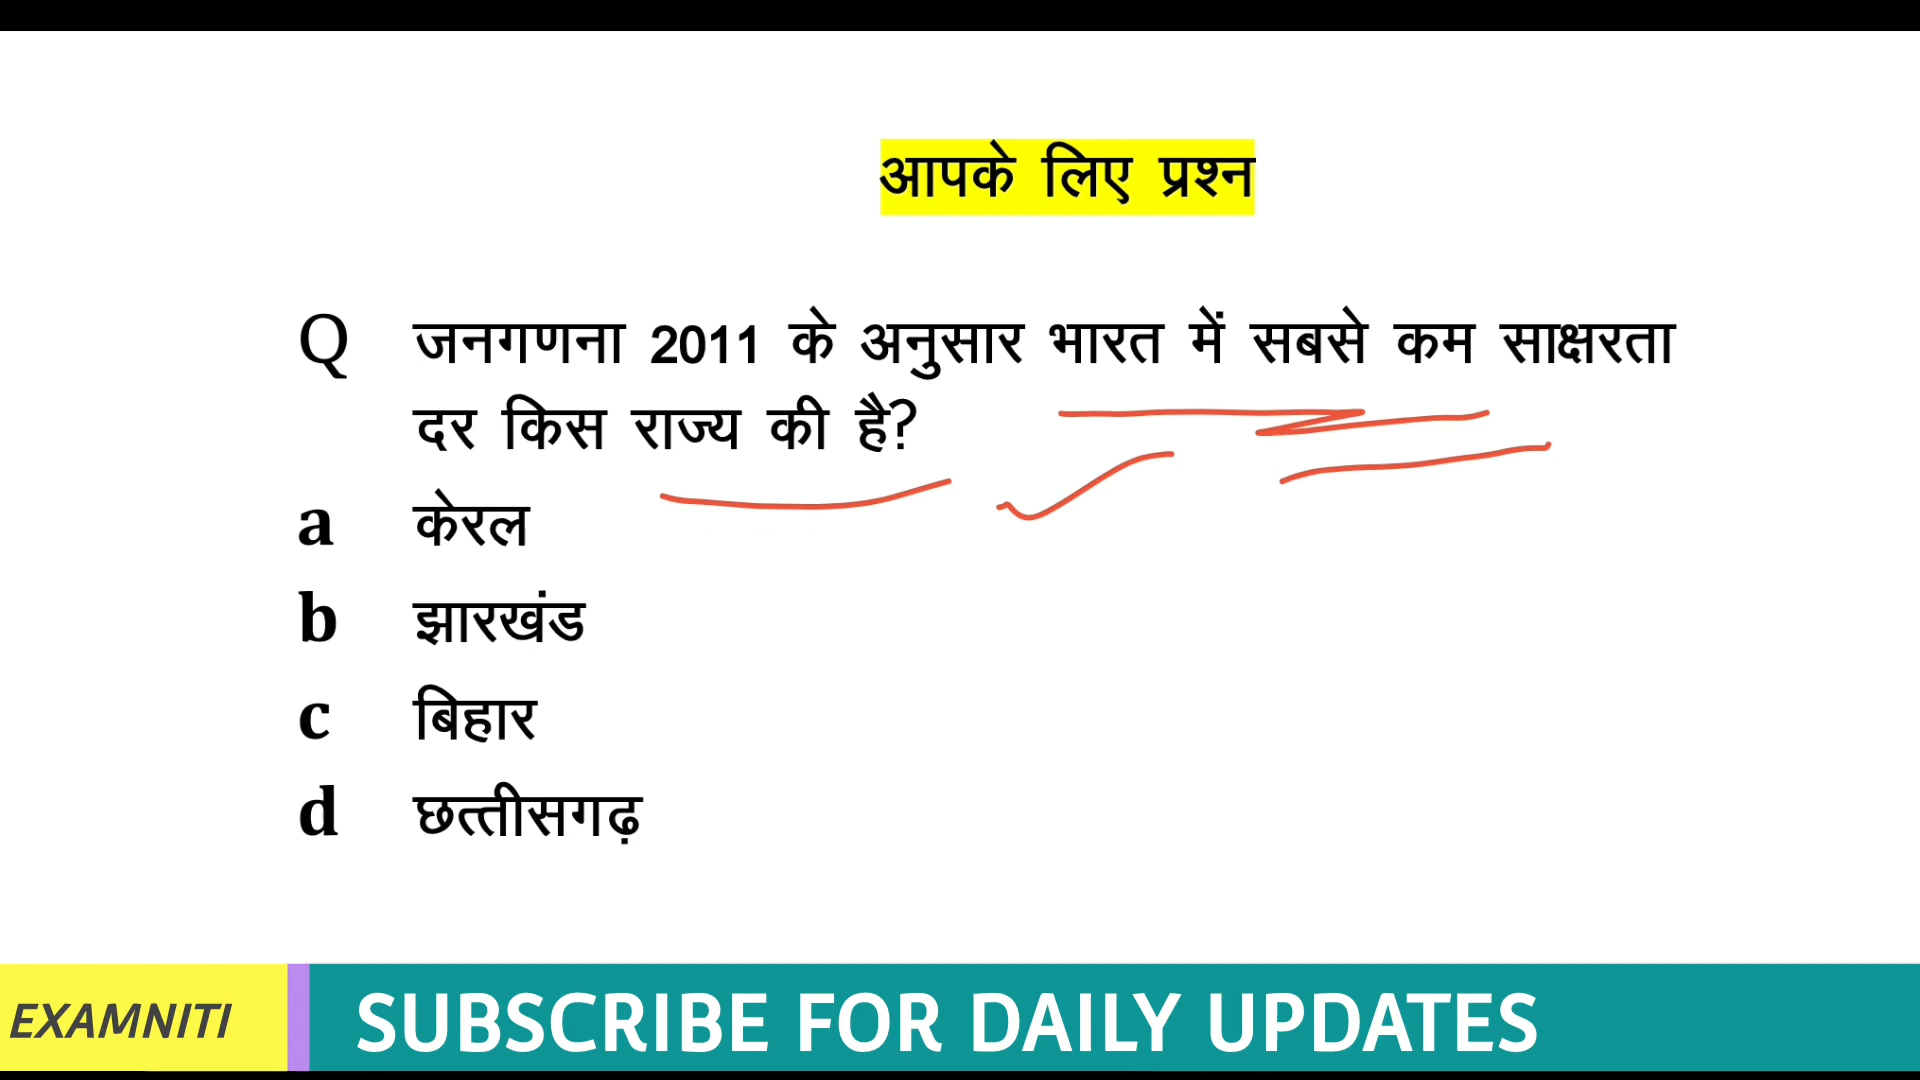 आपके लिए प्रश्न
Q जनगणना 2011 के अनुसार भारत में सबसे कम साक्षरता
दर किस राज्य की है?
a केरल
b झारखंड
c बिहार
d छत्तीसगढ़
EXAMNITI SUBSCRIBE FOR DAILY UPDATES